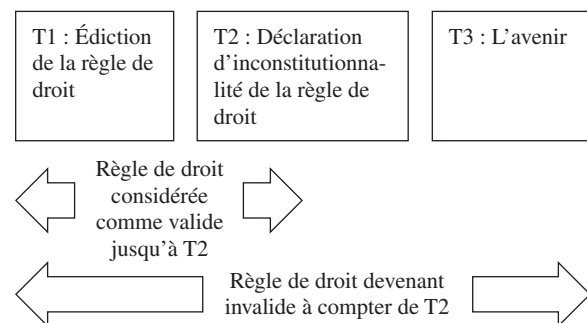 T1 : Édiction
de la règle de
droit
T2 : Déclaration
d’inconstitutionna-
lité de la règle de
droit
T3 : L’avenir
Règle de droit
considérée
comme valide
jusqu’à T2
Règle de droit devenant
invalide à compter de T2